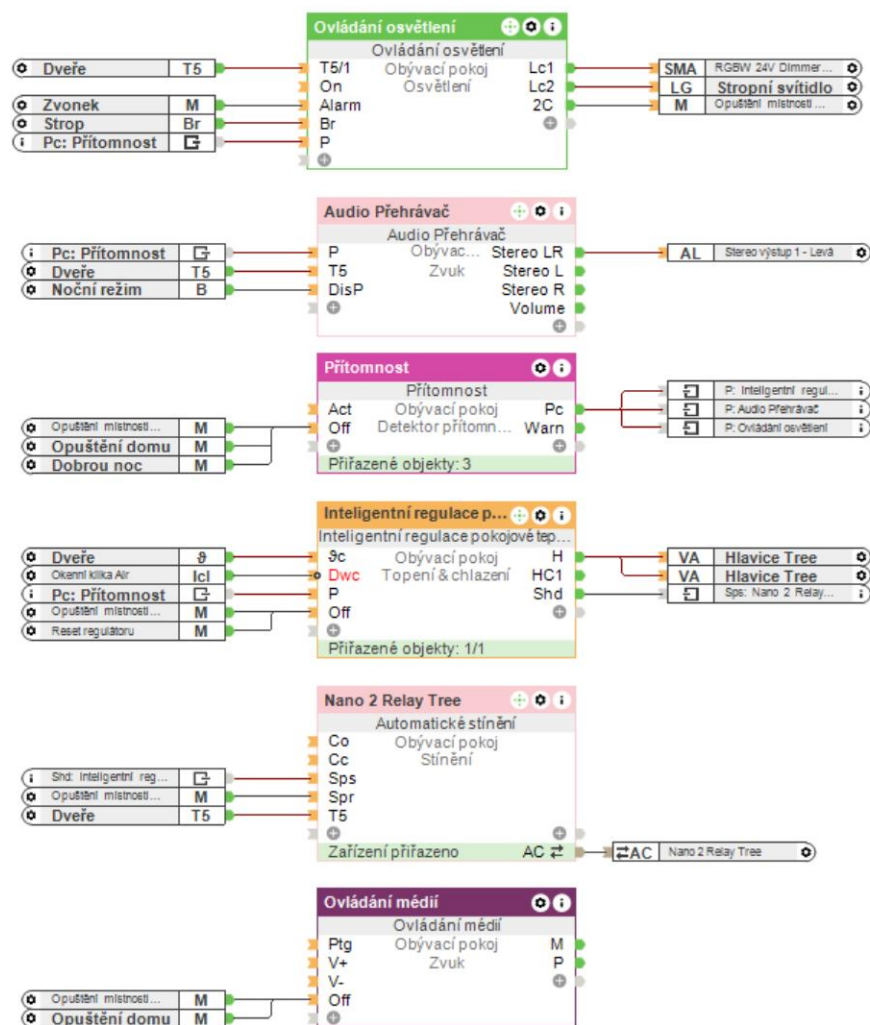 Ovládání osvětlení
Ovládání osvětlení
Dveře T5 T5/1 Obývací pokoj Lc1 SMA RGBW 24V Dimmer...
On Osvětlení Lc2 LG Stropní svítidlo
Zvonek M Alarm 2C M Opuštění místnosti...
Strop Br Br
Pc: Přítomnost P
Audio Přehrávač
Audio Přehrávač
Pc: Přítomnost P Obývac... Stereo LR AL Stereo výstup 1 - Levá
Dveře T5 T5 Zvuk Stereo L
Noční režim B DisP Stereo R
Volume
Přítomnost
Přítomnost P: Inteligentní regul...
Act Obývací pokoj Pc P: Audio Přehrávač
Opuštění místnosti... M Off Detektor přítomn... Warn P: Ovládání osvětlení
Opuštění domu M
Dobrou noc M Přiřazené objekty: 3
Inteligentní regulace p...
Inteligentní regulace pokojové tep...
Dveře ϑ ϑc Obývací pokoj H VA Hlavice Tree
Okenní klika Air Icl Dwc Topení & chlazení HC1 VA Hlavice Tree
Pc: Přítomnost P Shd Sps: Nano 2 Relay...
Opuštění místnosti... M Off
Reset regulátoru M
Přiřazené objekty: 1/1
Nano 2 Relay Tree
Automatické stínění
Co Obývací pokoj
Cc Stínění
Shd: Inteligentní reg... Sps
Opuštění místnosti... M Spr
Dveře T5 T5
Zařízení přiřazeno AC ⇄ ⇄AC Nano 2 Relay Tree
Ovládání médií
Ovládání médií
Ptg Obývací pokoj M
V+ Zvuk P
V-
Opuštění místnosti... M Off
Opuštění domu M